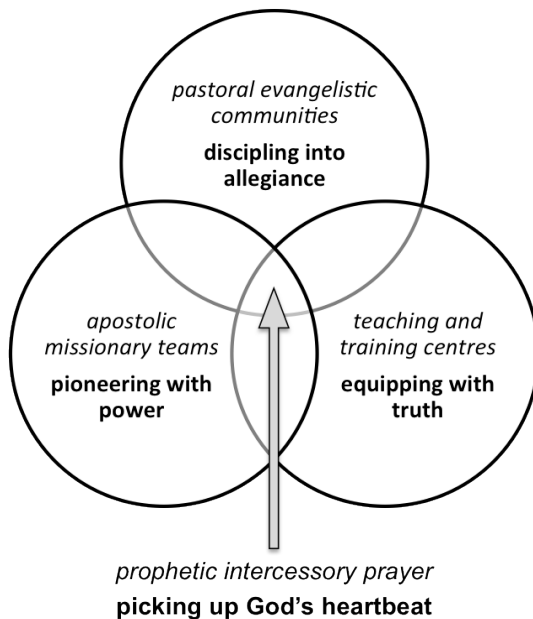 pastoral evangelistic
communities
discipling into
allegiance
apostolic
missionary teams
pioneering with
power
teaching and
training centres
equipping with
truth
prophetic intercessory prayer
picking up God’s heartbeat